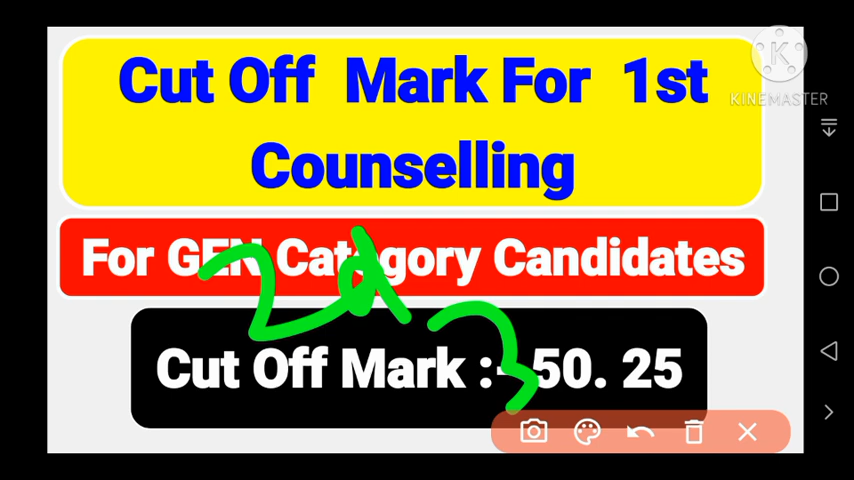 Cut Off Mark For 1st
Counselling
KINEMASTER
For GEN Category Candidates
Cut Off Mark :- 50. 25